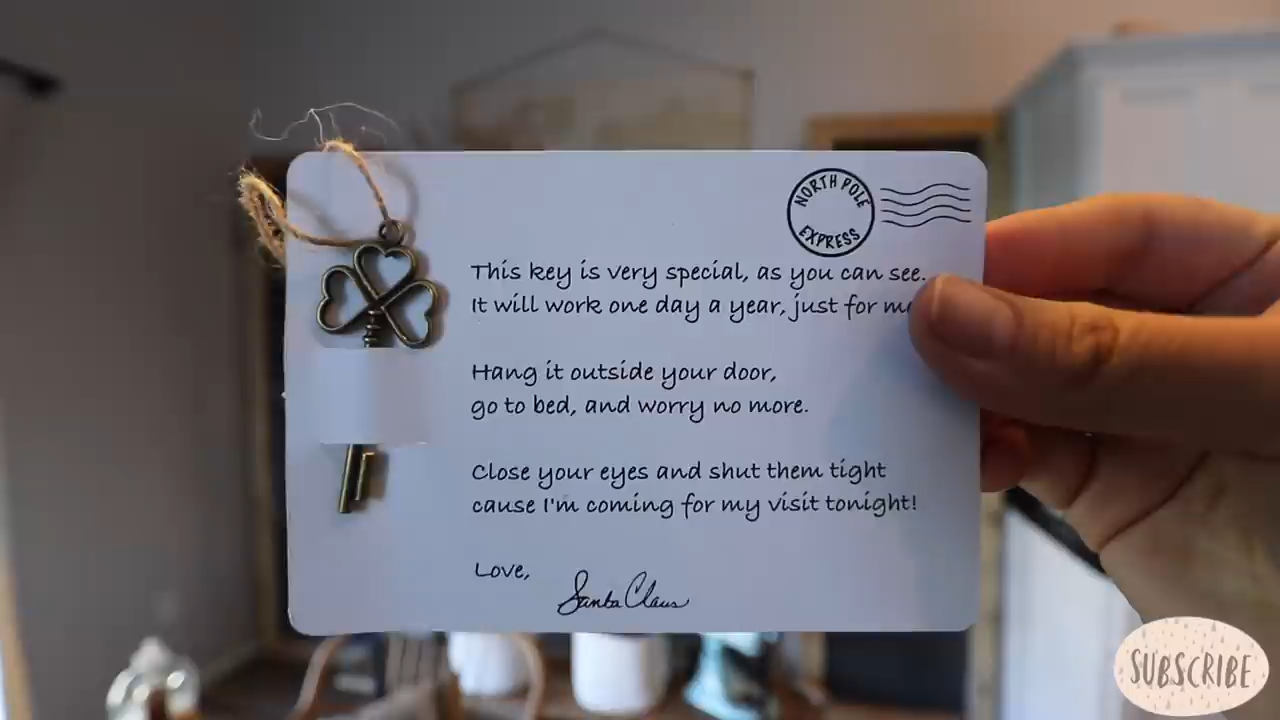 NORTH POLE
EXPRESS
This key is very special, as you can see.
It will work one day a year, just for
Hang it outside your door,
go to bed, and worry no more.
Close your eyes and shut them tight
cause I'm coming for my visit tonight!
Love,
Santa Claus
SUBSCRIBE